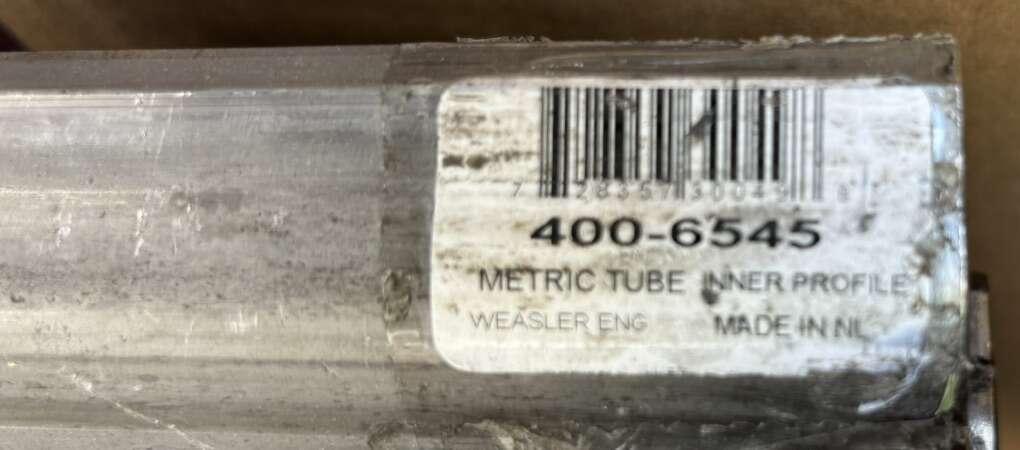 400-6545
METRIC TUBE INNER PROFILE
WEASLER ENG MADE IN NL